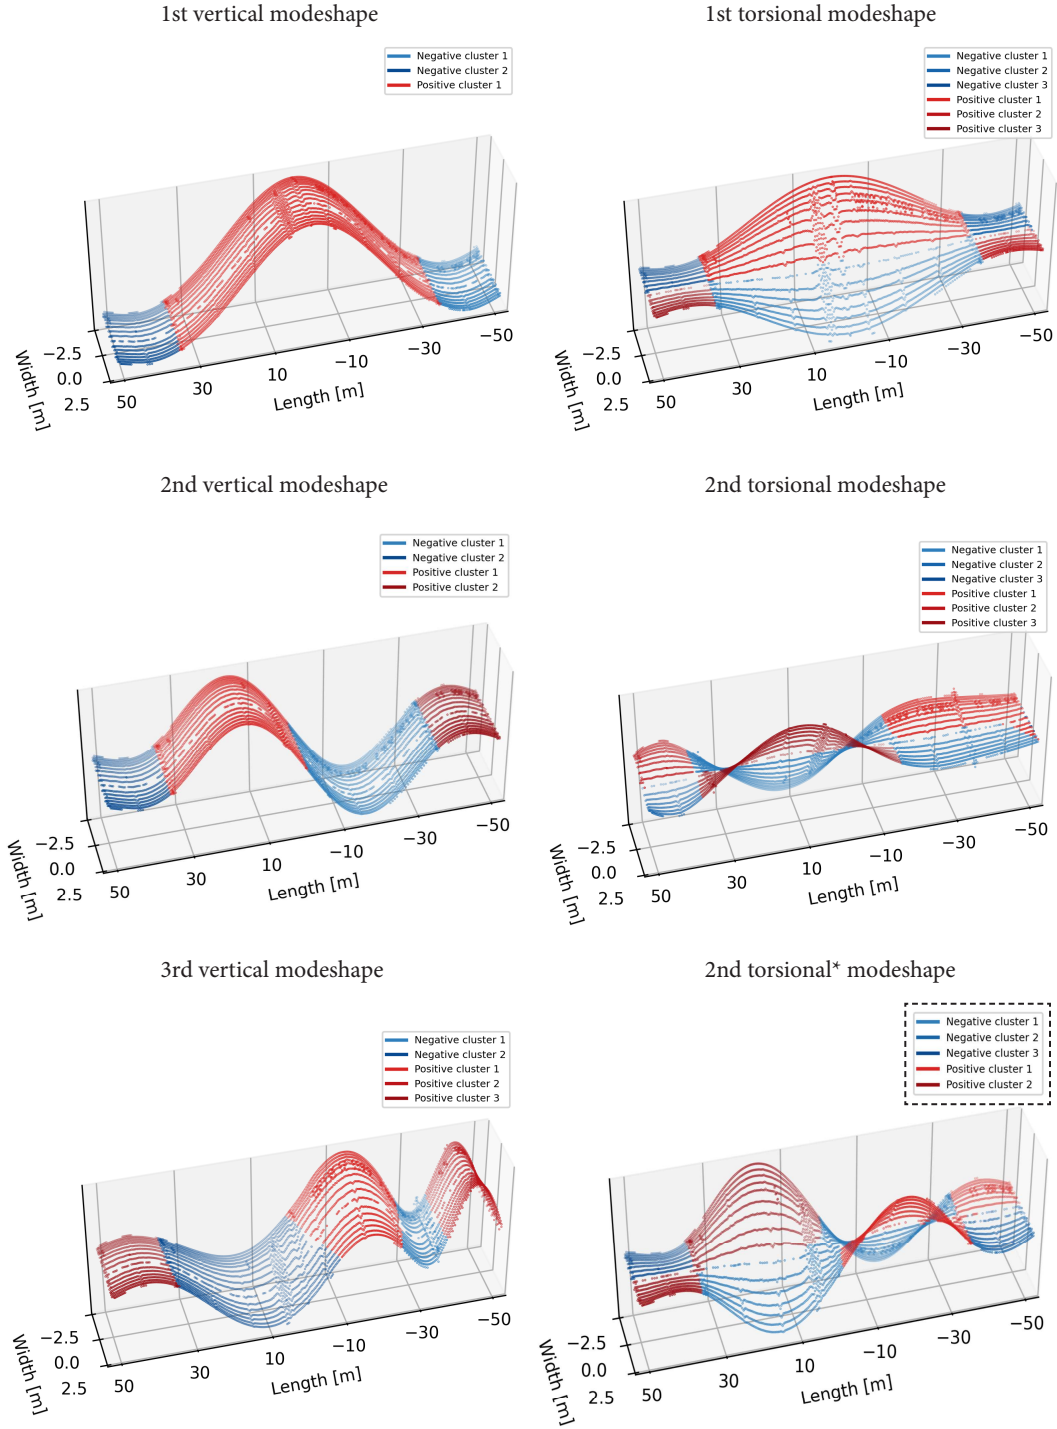 1st vertical modeshape
Negative cluster 1
Negative cluster 2
Positive cluster 1
Width [m]
−2.5
0.0
2.5
50
30
10
−10
−30
−50
Length [m]
1st torsional modeshape
Negative cluster 1
Negative cluster 2
Negative cluster 3
Positive cluster 1
Positive cluster 2
Positive cluster 3
Width [m]
−2.5
0.0
2.5
50
30
10
−10
−30
−50
Length [m]
2nd vertical modeshape
Negative cluster 1
Negative cluster 2
Positive cluster 1
Positive cluster 2
Width [m]
−2.5
0.0
2.5
50
30
10
−10
−30
−50
Length [m]
2nd torsional modeshape
Negative cluster 1
Negative cluster 2
Negative cluster 3
Positive cluster 1
Positive cluster 2
Positive cluster 3
Width [m]
−2.5
0.0
2.5
50
30
10
−10
−30
−50
Length [m]
3rd vertical modeshape
Negative cluster 1
Negative cluster 2
Positive cluster 1
Positive cluster 2
Positive cluster 3
Width [m]
−2.5
0.0
2.5
50
30
10
−10
−30
−50
Length [m]
2nd torsional* modeshape
Negative cluster 1
Negative cluster 2
Negative cluster 3
Positive cluster 1
Positive cluster 2
Width [m]
−2.5
0.0
2.5
50
30
10
−10
−30
−50
Length [m]